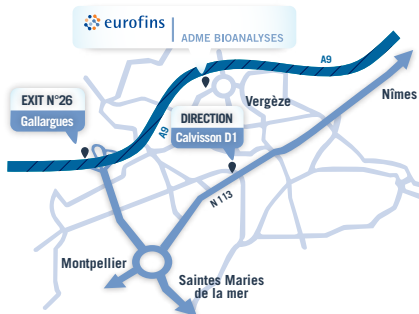 eurofins
ADME BIOANALYSES
A9
EXIT N°26
Gallargues
Vergèze
Nîmes
DIRECTION
Calvisson D1
A9
N113
Montpellier
Saintes Maries
de la mer